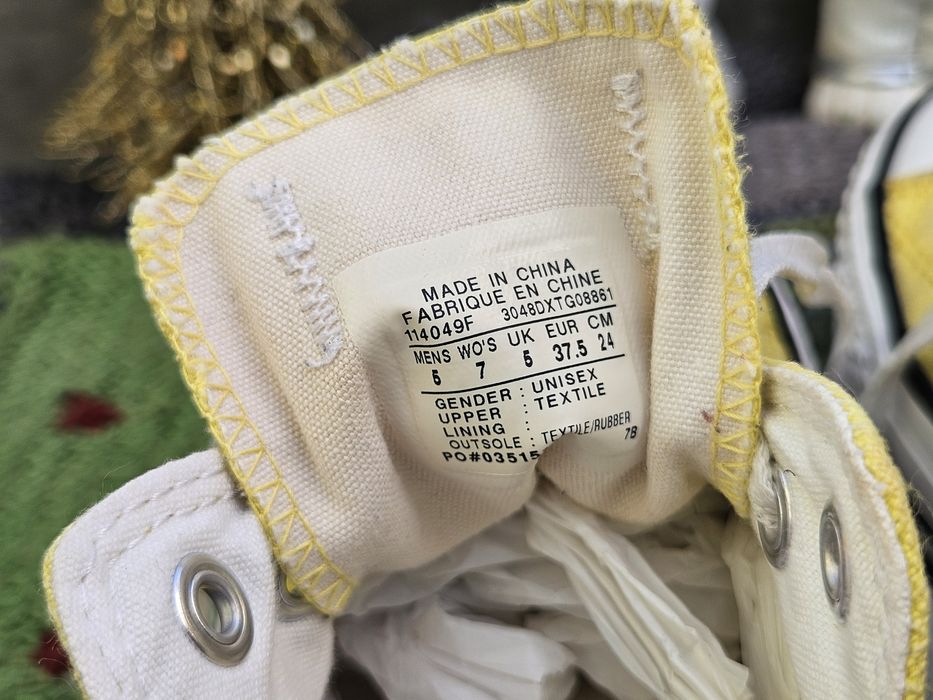 MADE IN CHINA
FABRIQUE EN CHINE
114049F 3048DXTG08861
MENS WO'S UK EUR CM
5 7 5 37.5 24
GENDER : UNISEX
UPPER : TEXTILE
LINING :
OUTSOLE : TEXTILE/RUBBER
PO#03515 7B